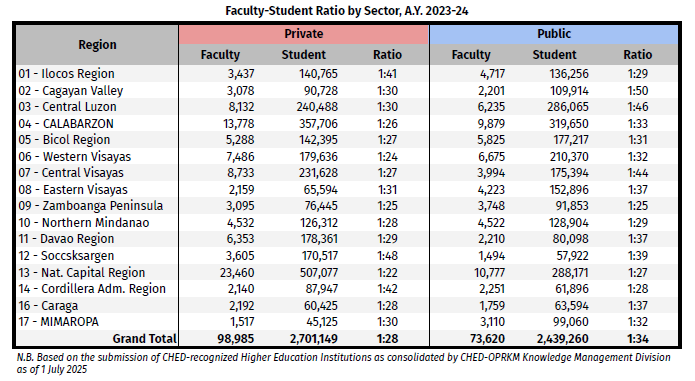 Faculty-Student Ratio by Sector, A.Y. 2023-24
Region Private Public
Faculty Student Ratio Faculty Student Ratio
01 - Ilocos Region 3,437 140,765 1:41 4,717 136,256 1:29
02 - Cagayan Valley 3,078 90,728 1:30 2,201 109,914 1:50
03 - Central Luzon 8,132 240,488 1:30 6,235 286,065 1:46
04 - CALABARZON 13,778 357,706 1:26 9,879 319,650 1:33
05 - Bicol Region 5,288 142,395 1:27 5,825 177,217 1:31
06 - Western Visayas 7,486 179,636 1:24 6,675 210,370 1:32
07 - Central Visayas 8,733 231,628 1:27 3,994 175,394 1:44
08 - Eastern Visayas 2,159 65,594 1:31 4,223 152,896 1:37
09 - Zamboanga Peninsula 3,095 76,445 1:25 3,748 91,853 1:25
10 - Northern Mindanao 4,532 126,312 1:28 4,522 128,904 1:29
11 - Davao Region 6,353 178,361 1:29 2,210 80,098 1:37
12 - Soccsksargen 3,605 170,517 1:48 1,494 57,922 1:39
13 - Nat. Capital Region 23,460 507,077 1:22 10,777 288,171 1:27
14 - Cordillera Adm. Region 2,140 87,947 1:42 2,251 61,896 1:28
16 - Caraga 2,192 60,425 1:28 1,759 63,594 1:37
17 - MIMAROPA 1,517 45,125 1:30 3,110 99,060 1:32
Grand Total 98,985 2,701,149 1:28 73,620 2,439,260 1:34
N.B. Based on the submission of CHED-recognized Higher Education Institutions as consolidated by CHED-OPRKM Knowledge Management Division
as of 1 July 2025